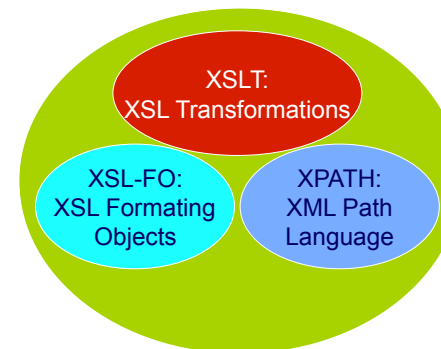 XSLT:
XSL Transformations
XSL-FO:
XSL Formating
Objects
XPATH:
XML Path
Language